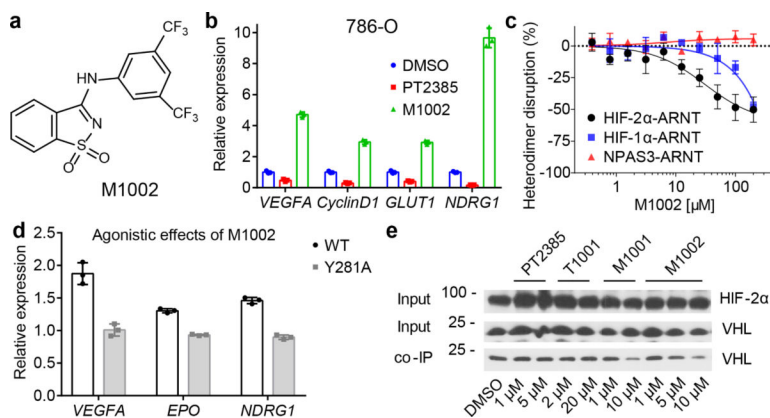 a
CF3
HN
CF3
N
S
O
O
M1002
b
786-O
Relative expression
10
8
6
4
2
0
DMSO
PT2385
M1002
VEGFA CyclinD1 GLUT1 NDRG1
c
Heterodimer disruption (%)
25
0
-25
-50
-75
-100
HIF-2α-ARNT
HIF-1α-ARNT
NPAS3-ARNT
1 10 100
M1002 [µM]
d
Agonistic effects of M1002
WT
Y281A
Relative expression
2.5
2.0
1.5
1.0
0.5
0.0
VEGFA EPO NDRG1
e
PT2385 T1001 M1001 M1002
Input 100 HIF-2α
Input 25 VHL
co-IP 25 VHL
DMSO 1 µM 5 µM 2 µM 20 µM 1 µM 10 µM 1 µM 5 µM 10 µM